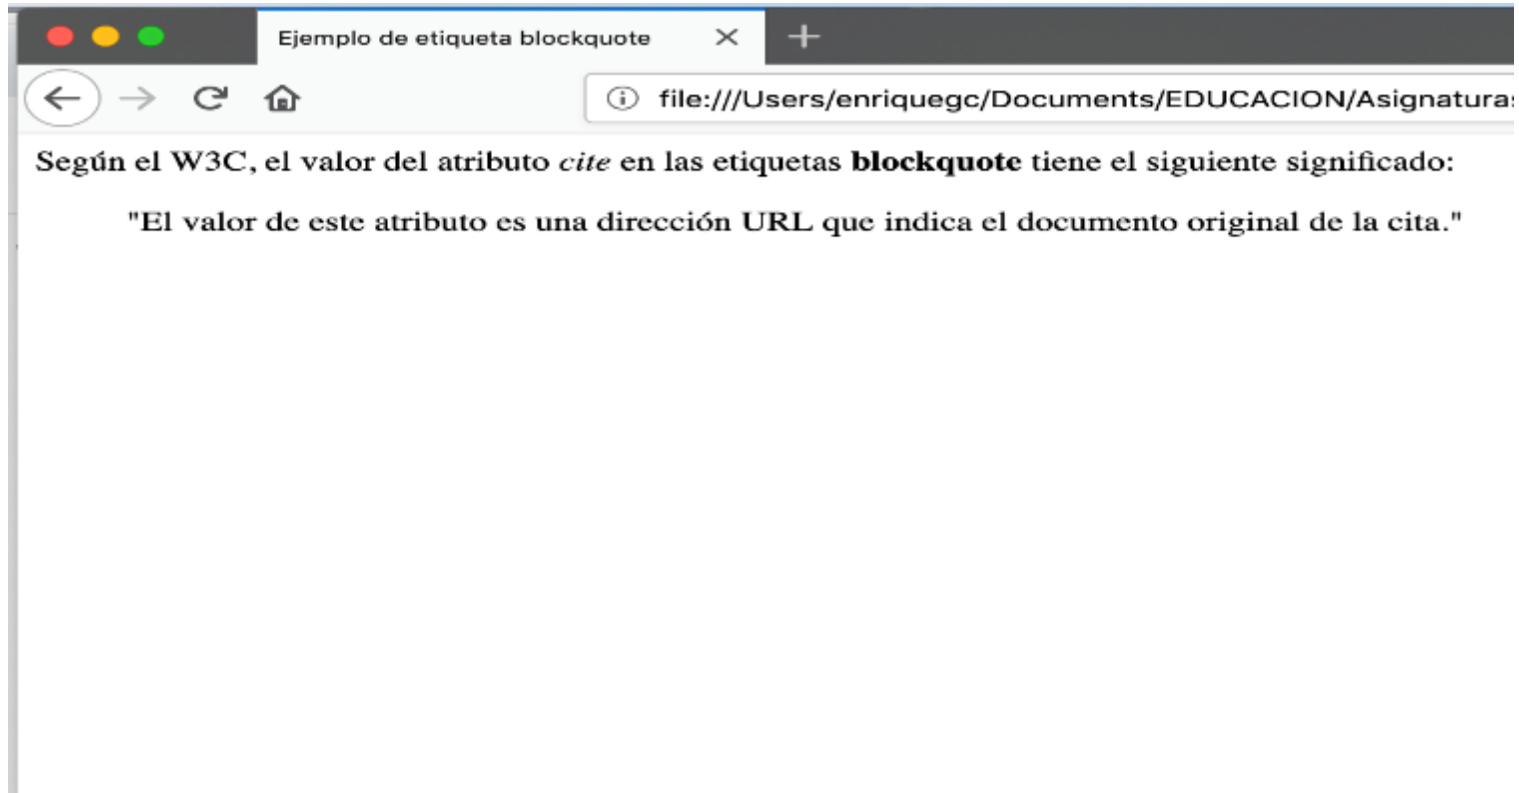 Ejemplo de etiqueta blockquote
file:///Users/enriquegc/Documents/EDUCACION/Asignaturas
Según el W3C, el valor del atributo cite en las etiquetas blockquote tiene el siguiente significado:
"El valor de este atributo es una dirección URL que indica el documento original de la cita."